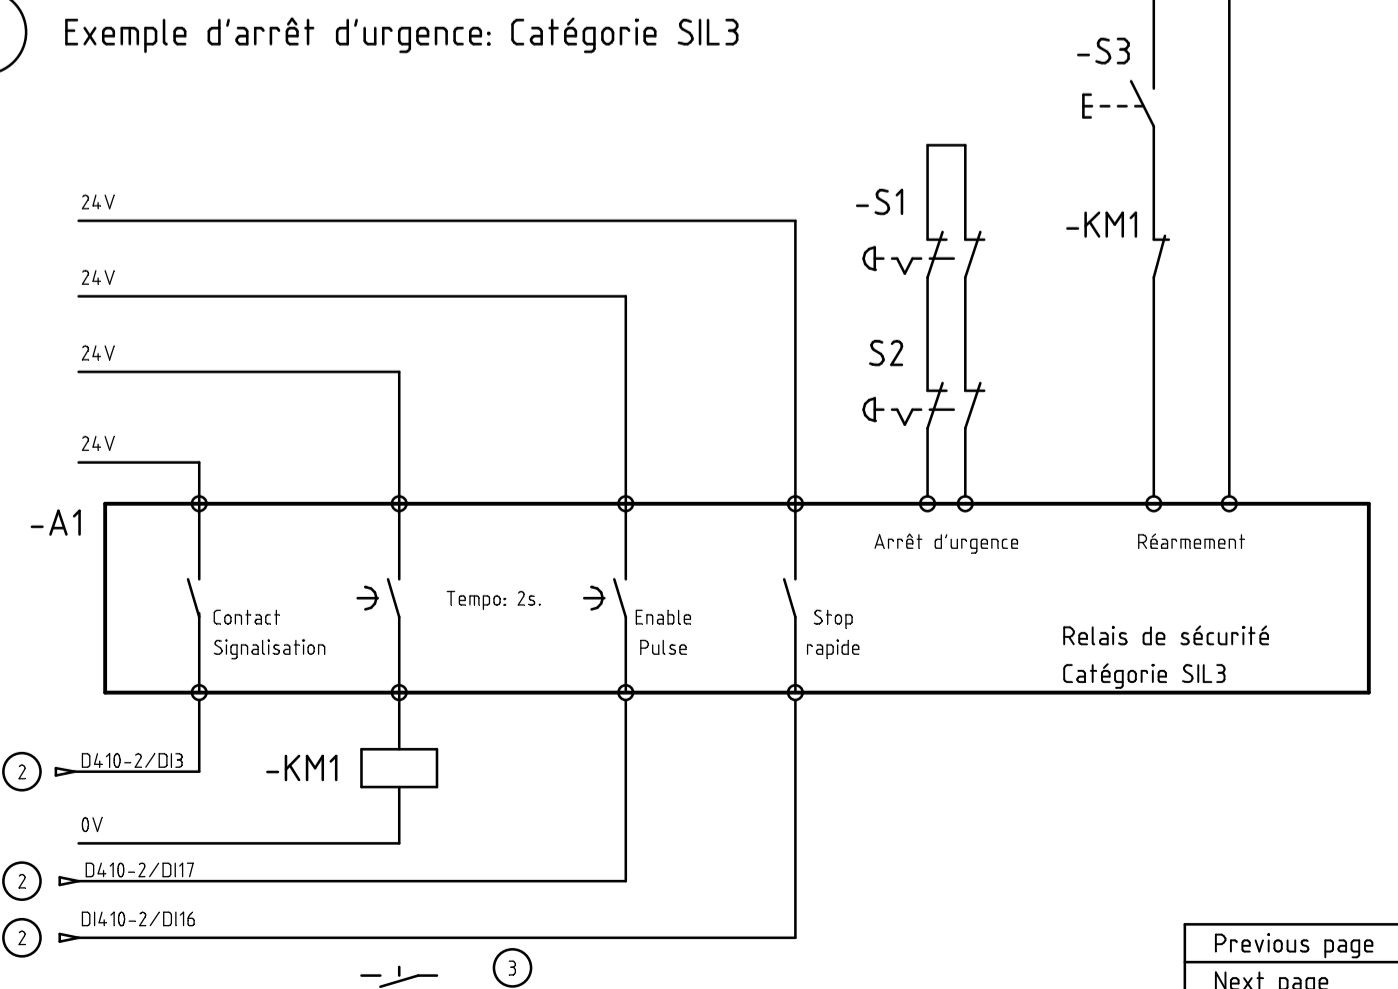 Exemple d'arrêt d'urgence: Catégorie SIL3
-S3
E
24V
-S1
-KM1
24V
24V
S2
24V
-A1
Arrêt d'urgence
Réarmement
Tempo: 2s.
Contact
Signalisation
Enable
Pulse
Stop
rapide
Relais de sécurité
Catégorie SIL3
2
D410-2/DI3
-KM1
0V
2
D410-2/DI17
2
DI410-2/DI16
3
Previous page
Next page